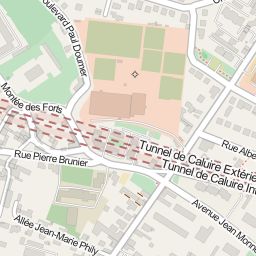 Boulevard Paul Doumer
Montée des Forts
Rue Albe
Tunnel de Caluire Extérie
Tunnel de Caluire Int
Rue Pierre Brunier
Avenue Jean Monne
Allée Jean-Marie Phily